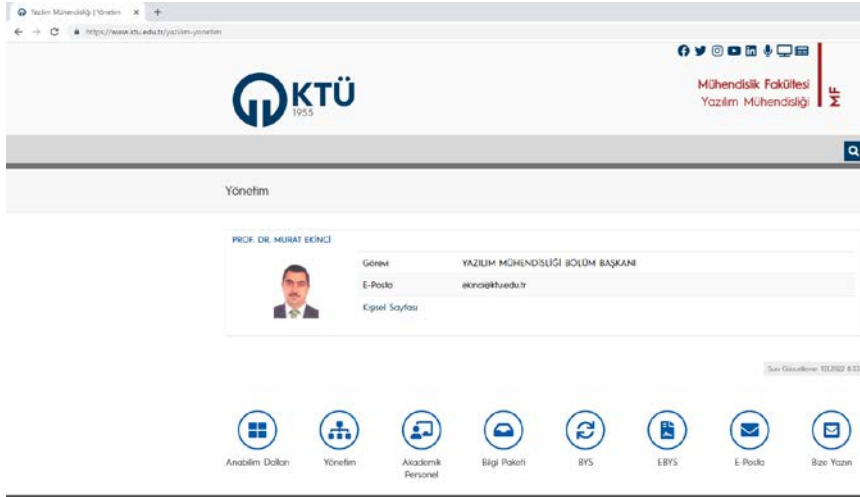 Yazılım Mühendisliği | Yönetim
https://www.ktu.edu.tr/yazilim-yonetim
KTÜ
1955
Mühendislik Fakültesi
Yazılım Mühendisliği
MF
Yönetim
PROF. DR. MURAT EKİNCİ
Görevi YAZILIM MÜHENDİSLİĞİ BÖLÜM BAŞKANI
E-Posta ekinci@ktu.edu.tr
Kişisel Sayfası
Son Güncelleme:
Anabilim Dalları Yönetim Akademik Personel Bilgi Paketi BYS EBYS E-Posta Bize Yazın